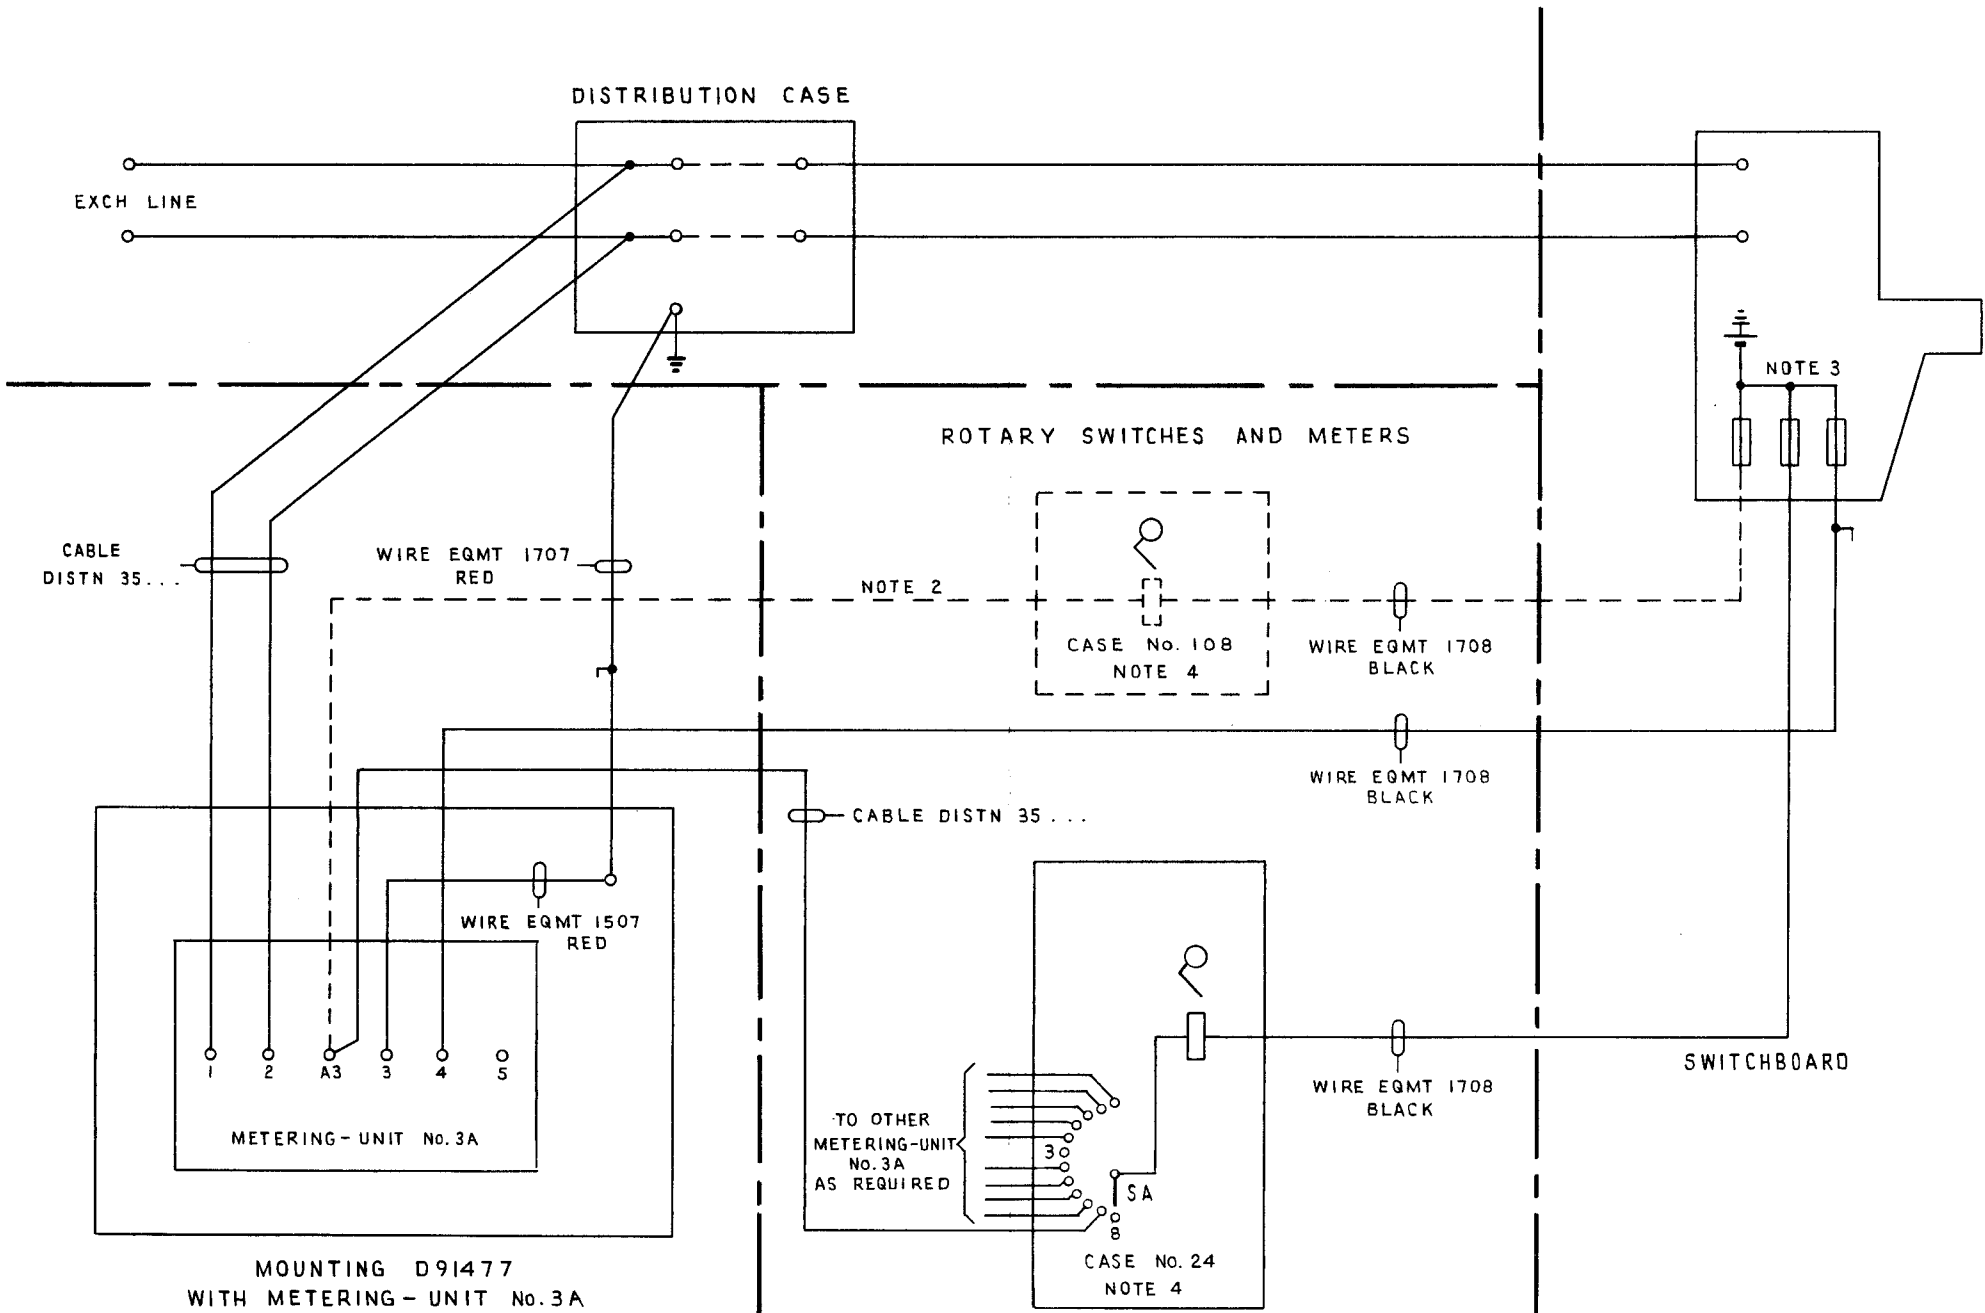 DISTRIBUTION CASE
EXCH LINE
NOTE 3
ROTARY SWITCHES AND METERS
CABLE
DISTN 35...
WIRE EQMT 1707
RED
NOTE 2
CASE No. 108
NOTE 4
WIRE EQMT 1708
BLACK
WIRE EQMT 1708
BLACK
CABLE DISTN 35 ...
WIRE EQMT 1507
RED
1
2
A3
3
4
5
METERING-UNIT No.3A
MOUNTING D91477
WITH METERING-UNIT No.3A
TO OTHER
METERING-UNIT
No.3A
AS REQUIRED
3
SA
8
CASE No.24
NOTE 4
WIRE EQMT 1708
BLACK
SWITCHBOARD